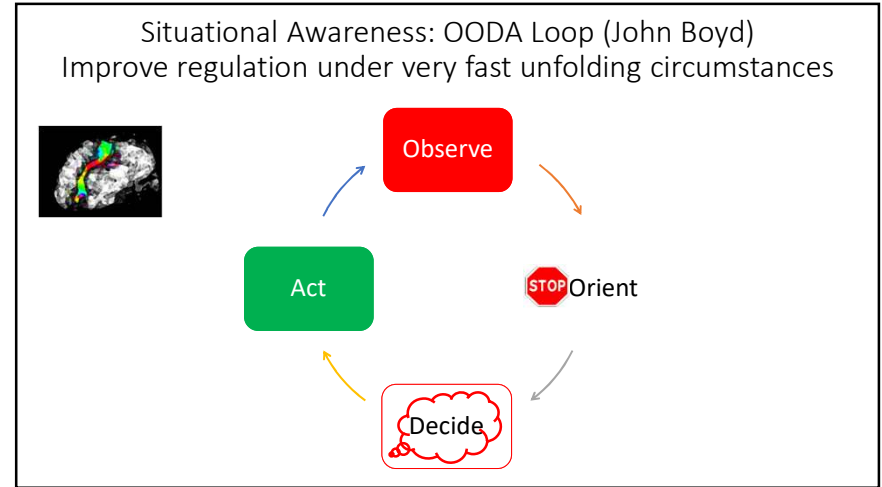 Situational Awareness: OODA Loop (John Boyd)
Improve regulation under very fast unfolding circumstances
Observe
Act
STOP Orient
Decide